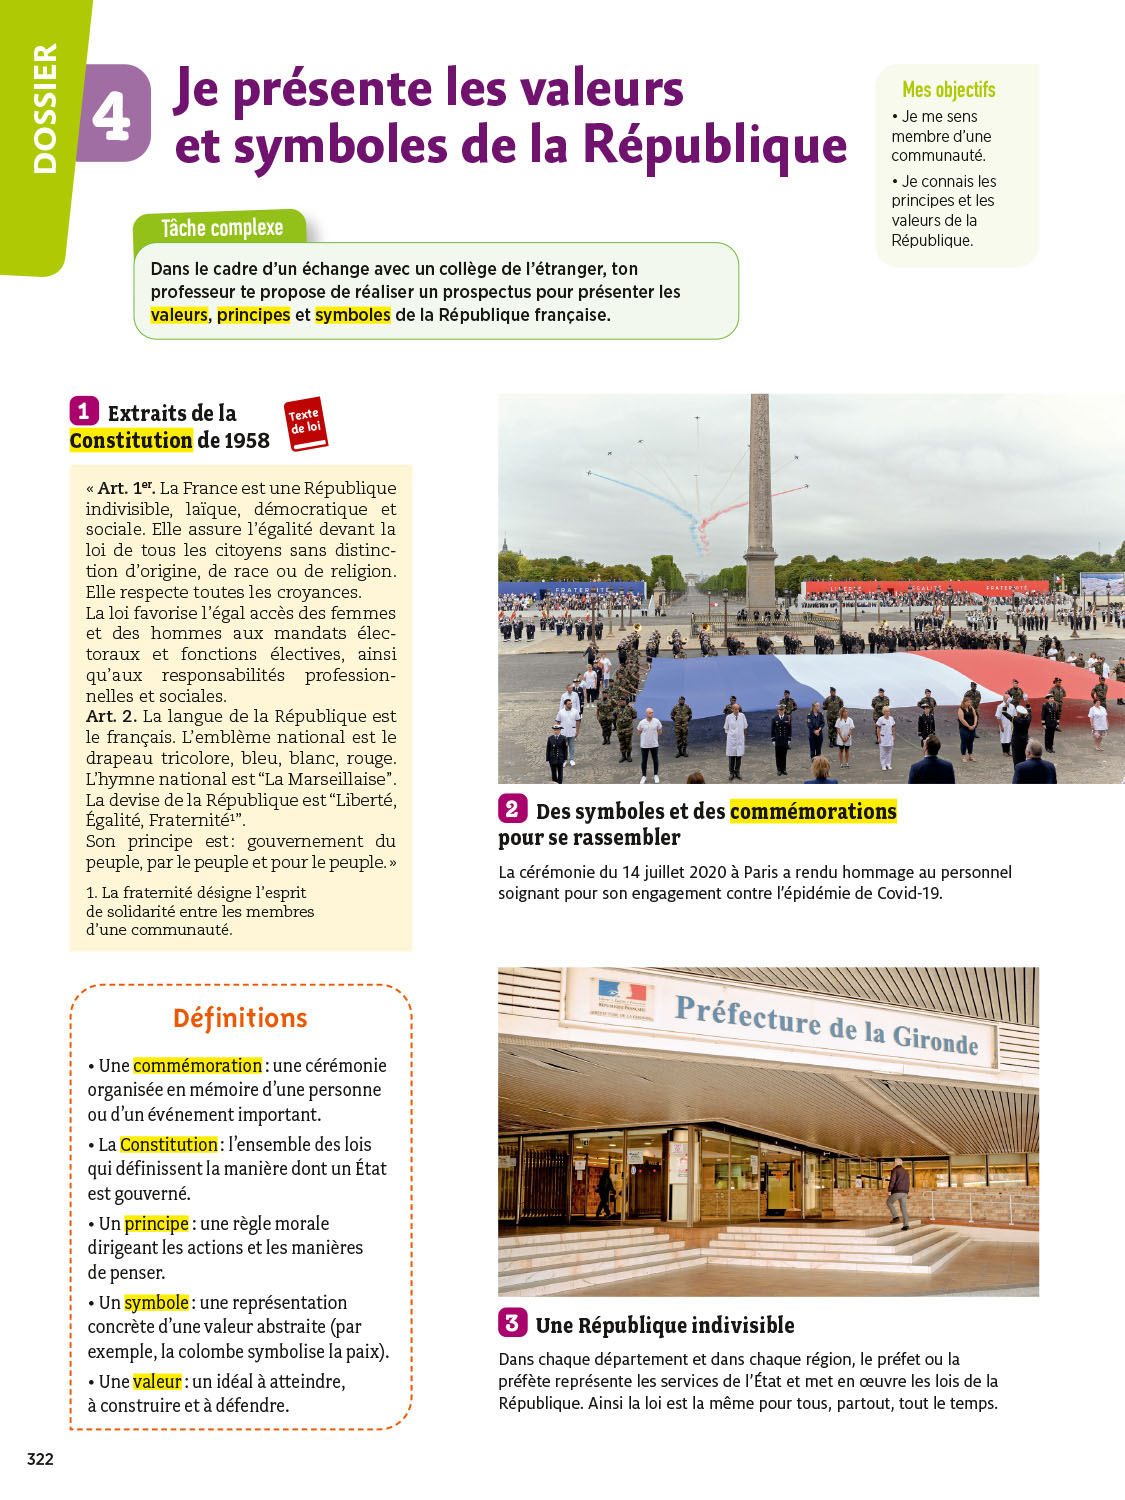 DOSSIER
4
Je présente les valeurs
et symboles de la République
Mes objectifs
• Je me sens
membre d’une
communauté.
• Je connais les
principes et les
valeurs de la
République.
Tâche complexe
Dans le cadre d’un échange avec un collège de l’étranger, ton
professeur te propose de réaliser un prospectus pour présenter les
valeurs, principes et symboles de la République française.
1 Extraits de la
Constitution de 1958
Texte
de loi
« Art. 1er. La France est une République
indivisible, laïque, démocratique et
sociale. Elle assure l’égalité devant la
loi de tous les citoyens sans distinc-
tion d’origine, de race ou de religion.
Elle respecte toutes les croyances.
La loi favorise l’égal accès des femmes
et des hommes aux mandats élec-
toraux et fonctions électives, ainsi
qu’aux responsabilités profession-
nelles et sociales.
Art. 2. La langue de la République est
le français. L’emblème national est le
drapeau tricolore, bleu, blanc, rouge.
L’hymne national est “La Marseillaise”.
La devise de la République est “Liberté,
Égalité, Fraternité¹”.
Son principe est : gouvernement du
peuple, par le peuple et pour le peuple. »
1. La fraternité désigne l’esprit
de solidarité entre les membres
d’une communauté.
Définitions
• Une commémoration : une cérémonie
organisée en mémoire d’une personne
ou d’un événement important.
• La Constitution : l’ensemble des lois
qui définissent la manière dont un État
est gouverné.
• Un principe : une règle morale
dirigeant les actions et les manières
de penser.
• Un symbole : une représentation
concrète d’une valeur abstraite (par
exemple, la colombe symbolise la paix).
• Une valeur : un idéal à atteindre,
à construire et à défendre.
FRATERNITÉ
ÉGALITÉ FRATERNITÉ
2 Des symboles et des commémorations
pour se rassembler
La cérémonie du 14 juillet 2020 à Paris a rendu hommage au personnel
soignant pour son engagement contre l’épidémie de Covid-19.
RÉPUBLIQUE FRANÇAISE
Préfecture de la Gironde
3 Une République indivisible
Dans chaque département et dans chaque région, le préfet ou la
préfète représente les services de l’État et met en œuvre les lois de la
République. Ainsi la loi est la même pour tous, partout, tout le temps.
322